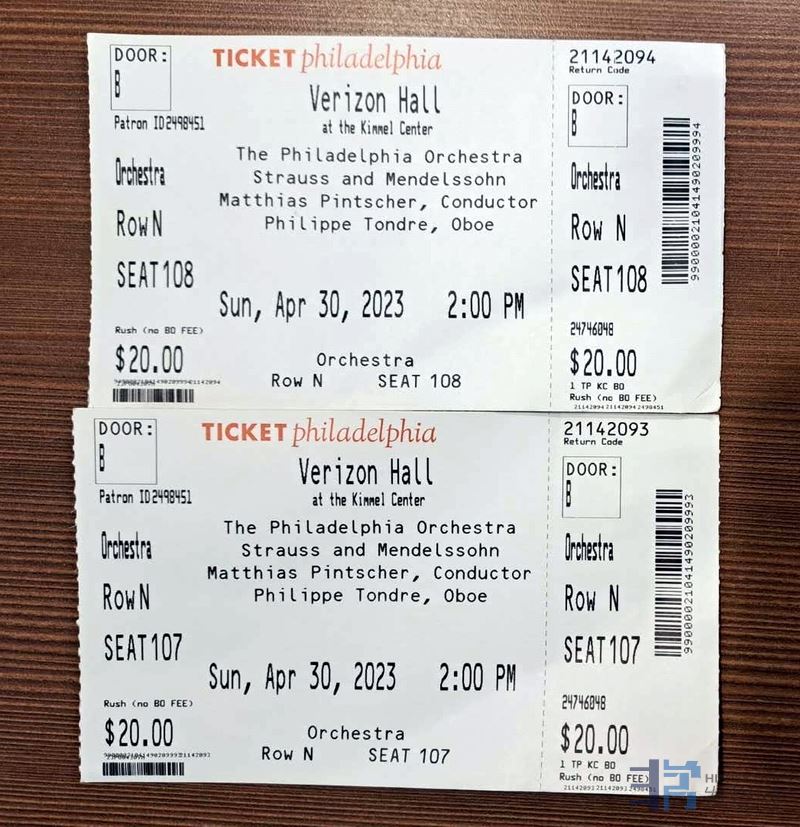 DOOR:
B
TICKET philadelphia
Verizon Hall
at the Kimmel Center
Patron ID2498451
The Philadelphia Orchestra
Strauss and Mendelssohn
Matthias Pintscher, Conductor
Philippe Tondre, Oboe
Orchestra
Row N
SEAT 108
Sun, Apr 30, 2023 2:00 PM
Rush (no BO FEE)
$20.00
Orchestra
Row N SEAT 108
21142094
Return Code
DOOR:
B
Orchestra
Row N
SEAT 108
24746048
$20.00
1 TP KC BO
Rush (no BO FEE)
21142094 21142094 2498451
990000021041490209994
DOOR:
B
TICKET philadelphia
Verizon Hall
at the Kimmel Center
Patron ID2498451
The Philadelphia Orchestra
Strauss and Mendelssohn
Matthias Pintscher, Conductor
Philippe Tondre, Oboe
Orchestra
Row N
SEAT 107
Sun, Apr 30, 2023 2:00 PM
Rush (no BO FEE)
$20.00
Orchestra
Row N SEAT 107
21142093
Return Code
DOOR:
B
Orchestra
Row N
SEAT 107
24746048
$20.00
1 TP KC BO
Rush (no BO FEE)
990000021041490209993